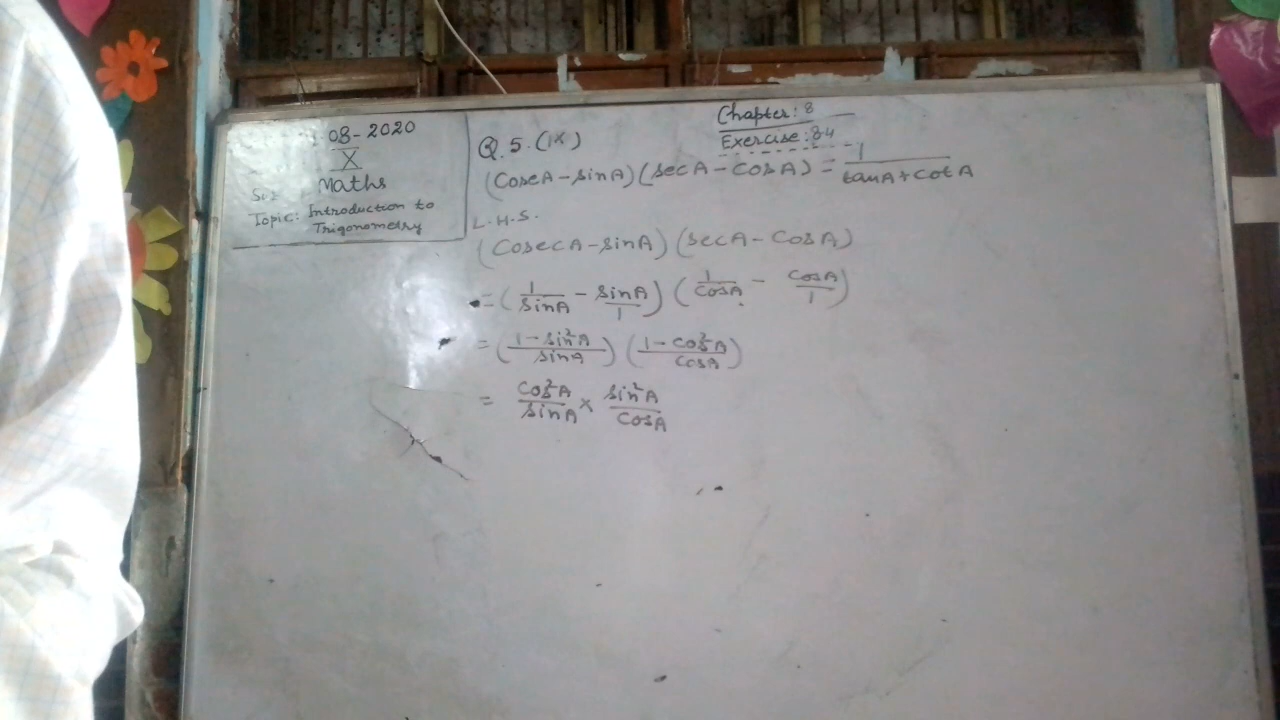 08-2020
X
Maths
Topic: Introduction to
Trigonometry
Chapter: 8
Exercise: 8.4
Q.5.(ix)
(CosecA-sinA)(secA-CosA) = 1/tanA+cotA
L.H.S.
(CosecA-sinA)(secA-CosA)
= (1/sinA - sinA/1)(1/CosA - CosA/1)
= (1-sin²A/sinA)(1-cos²A/cosA)
= cos²A/sinA × sin²A/cosA